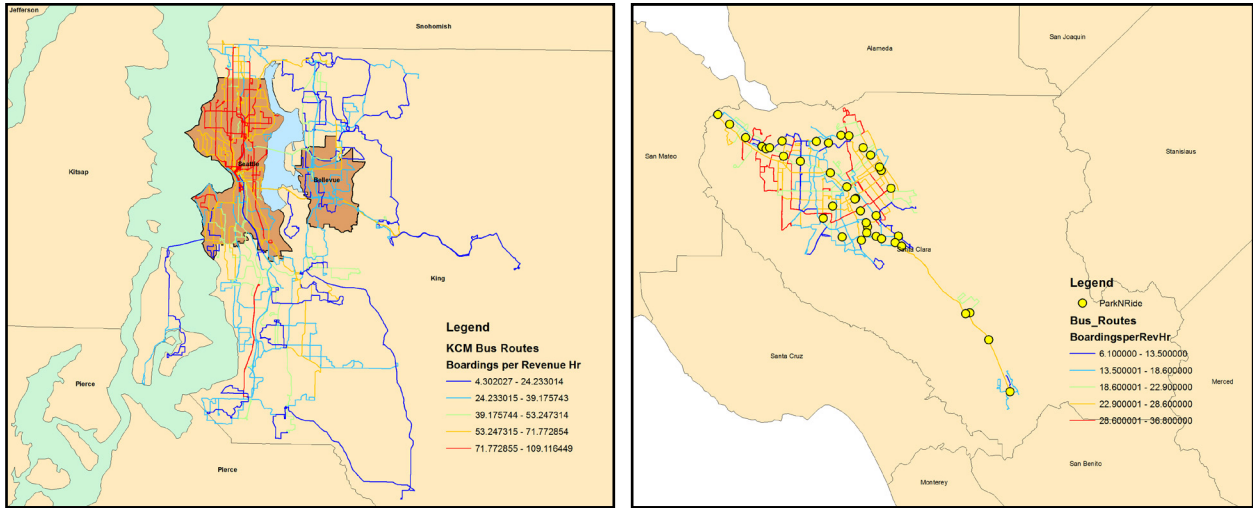 Jefferson
Snohomish
Kitsap
Seattle
Bellevue
King
Pierce
Pierce
Legend
KCM Bus Routes
Boardings per Revenue Hr
4.302027 - 24.233014
24.233015 - 39.175743
39.175744 - 53.247314
53.247315 - 71.772854
71.772855 - 109.116449
San Joaquin
Alameda
San Mateo
Stanislaus
Santa Clara
Santa Cruz
Merced
San Benito
Monterey
Legend
ParkNRide
Bus_Routes
BoardingsperRevHr
6.100000 - 13.500000
13.500001 - 18.600000
18.600001 - 22.900000
22.900001 - 28.600000
28.600001 - 36.800000